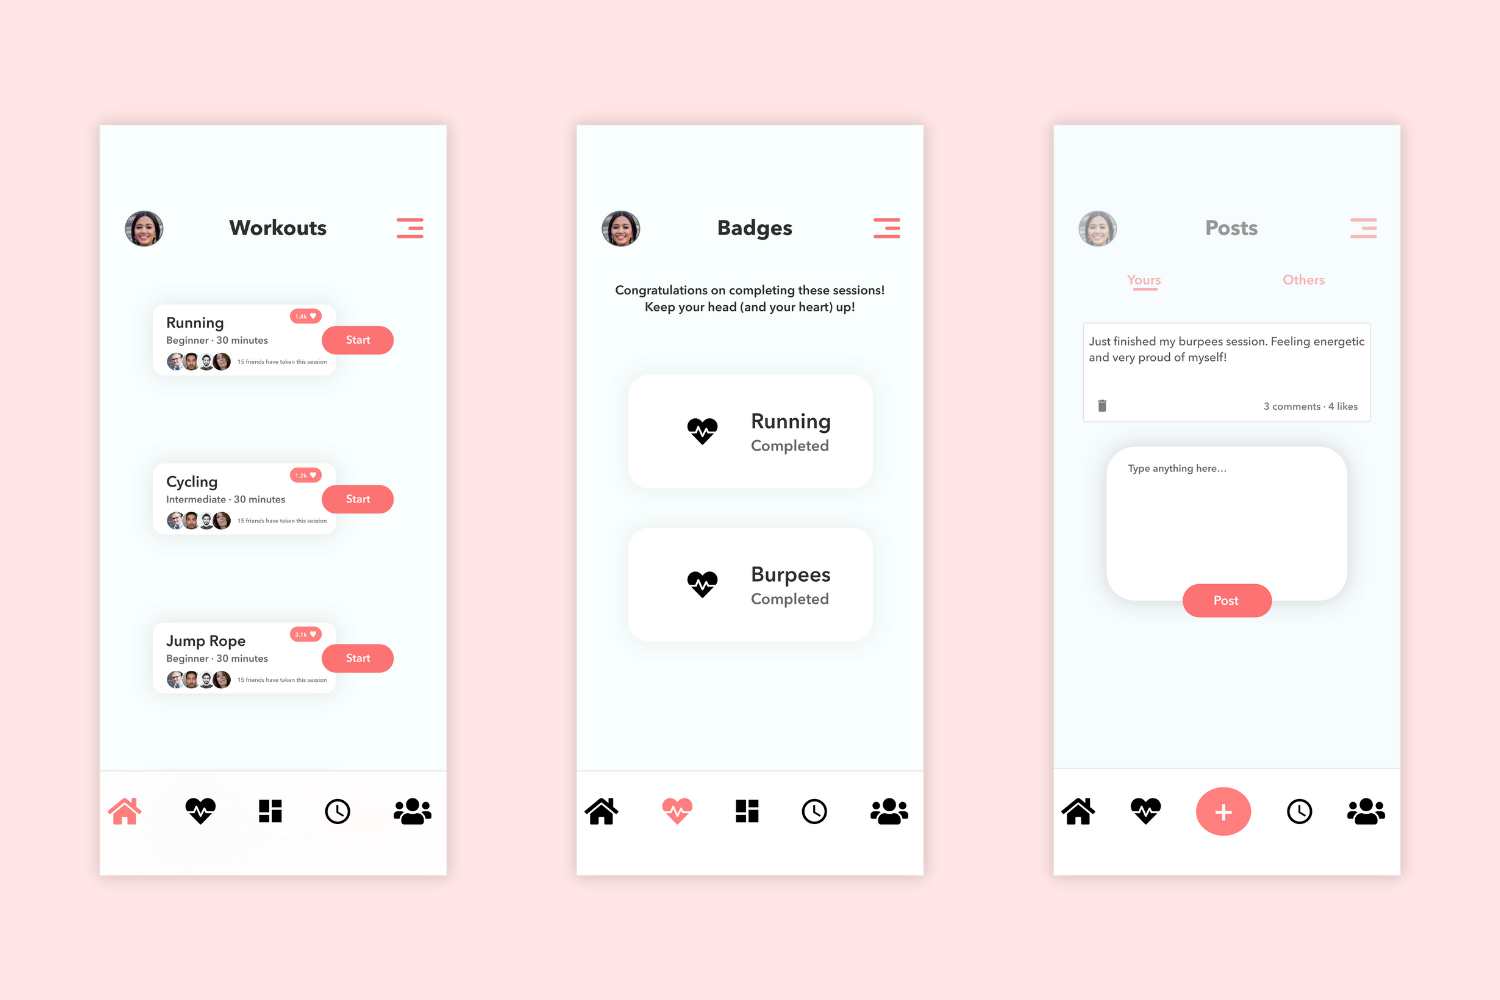 Workouts
Running
1.4k
Beginner · 30 minutes
15 friends have taken this session
Start
Cycling
1.2k
Intermediate · 30 minutes
15 friends have taken this session
Start
Jump Rope
3.1k
Beginner · 30 minutes
15 friends have taken this session
Start
Badges
Congratulations on completing these sessions!
Keep your head (and your heart) up!
Running
Completed
Burpees
Completed
Posts
Yours
Others
Just finished my burpees session. Feeling energetic
and very proud of myself!
3 comments · 4 likes
Type anything here...
Post